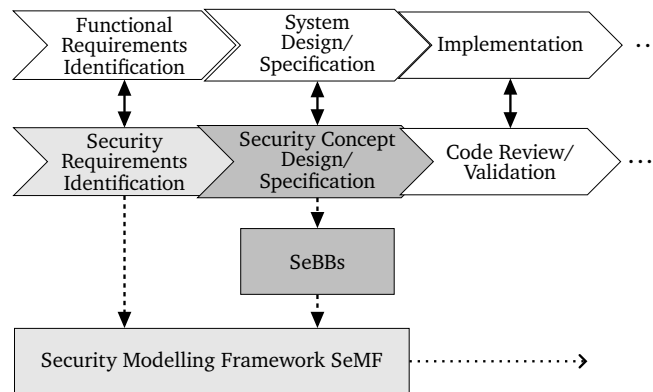 Functional
Requirements
Identification
System
Design/
Specification
Implementation
..
Security
Requirements
Identification
Security Concept
Design/
Specification
Code Review/
Validation
...
SeBBs
Security Modelling Framework SeMF